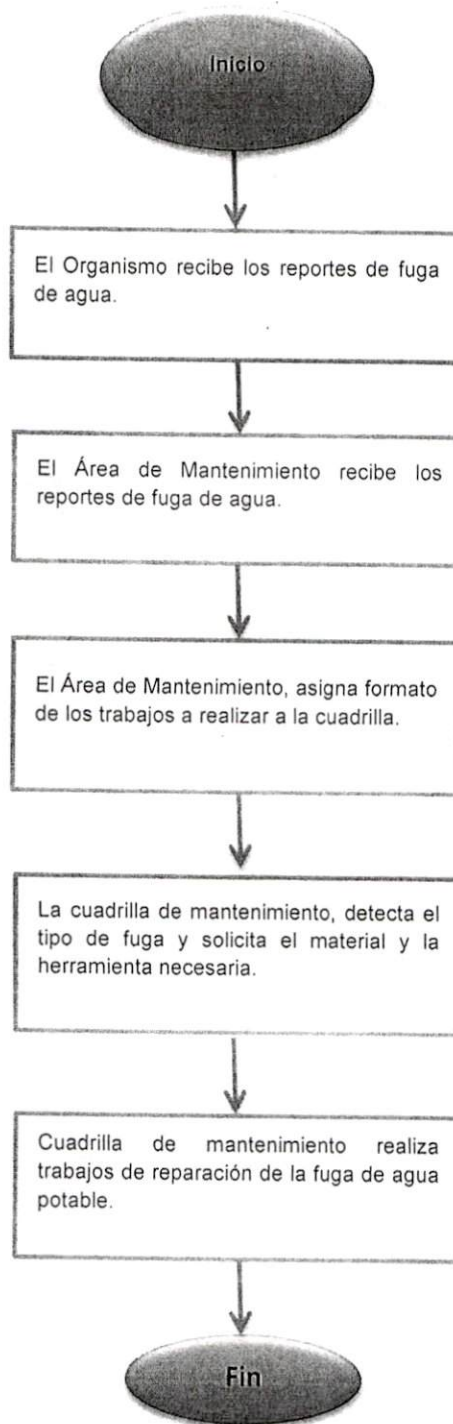 Inicio
El Organismo recibe los reportes de fuga
de agua.
El Área de Mantenimiento recibe los
reportes de fuga de agua.
El Área de Mantenimiento, asigna formato
de los trabajos a realizar a la cuadrilla.
La cuadrilla de mantenimiento, detecta el
tipo de fuga y solicita el material y la
herramienta necesaria.
Cuadrilla de mantenimiento realiza
trabajos de reparación de la fuga de agua
potable.
Fin